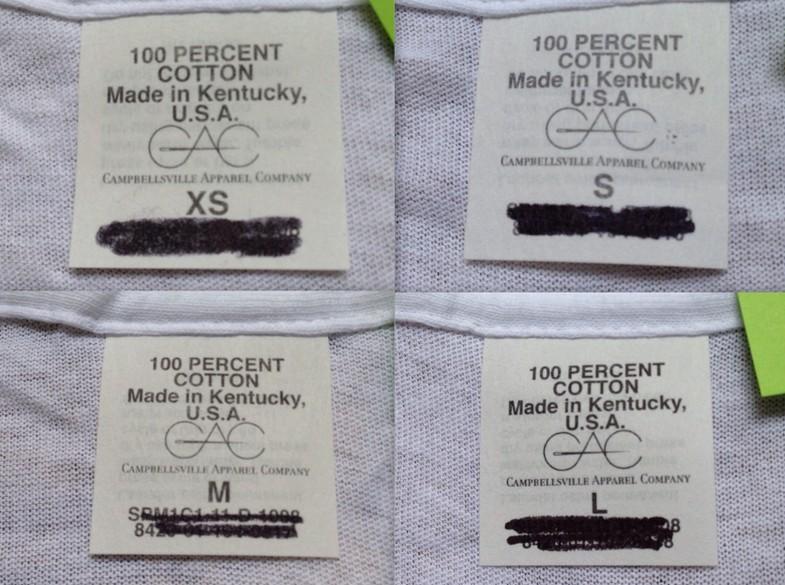 100 PERCENT
COTTON
Made in Kentucky,
U.S.A.
CAC
CAMPBELLSVILLE APPAREL COMPANY
XS
100 PERCENT
COTTON
Made in Kentucky,
U.S.A.
CAC
CAMPBELLSVILLE APPAREL COMPANY
S
100 PERCENT
COTTON
Made in Kentucky,
U.S.A.
CAC
CAMPBELLSVILLE APPAREL COMPANY
M
100 PERCENT
COTTON
Made in Kentucky,
U.S.A.
CAC
CAMPBELLSVILLE APPAREL COMPANY
L